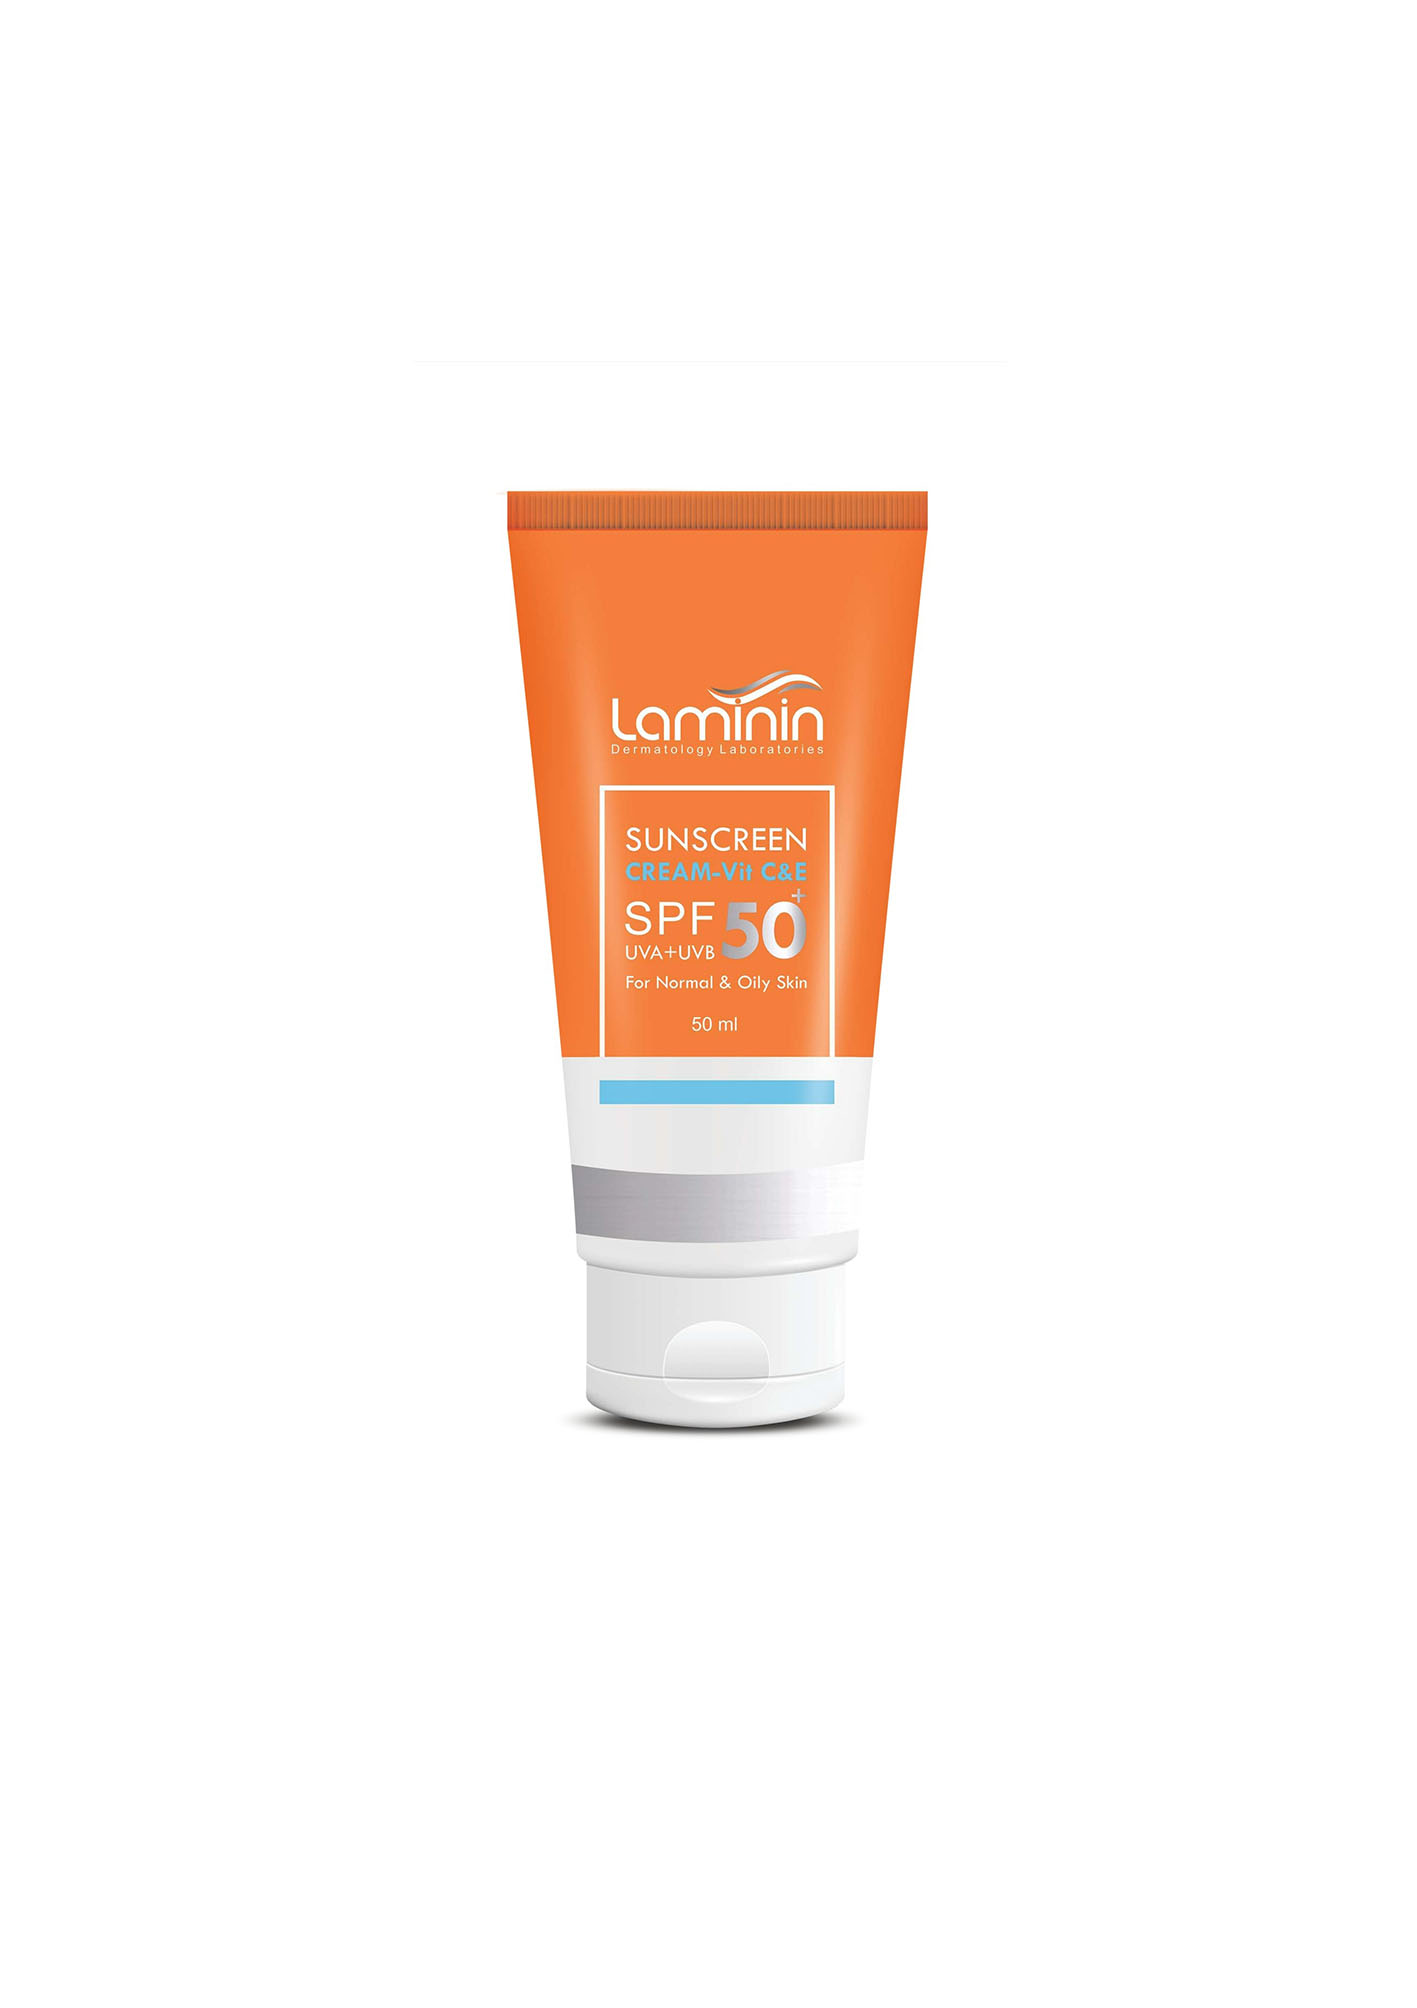 Laminin
Dermatology Laboratories
SUNSCREEN
CREAM-Vit C&E
SPF 50+
UVA+UVB
For Normal & Oily Skin
50 ml